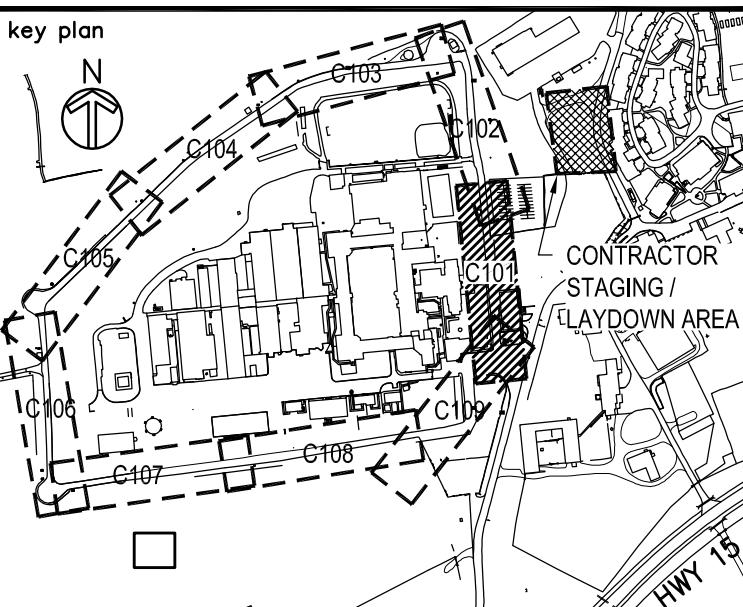 key plan
N
C103
C102
C104
C105
C101
CONTRACTOR
STAGING /
LAYDOWN AREA
C106
C109
C108
C107
HWY 15